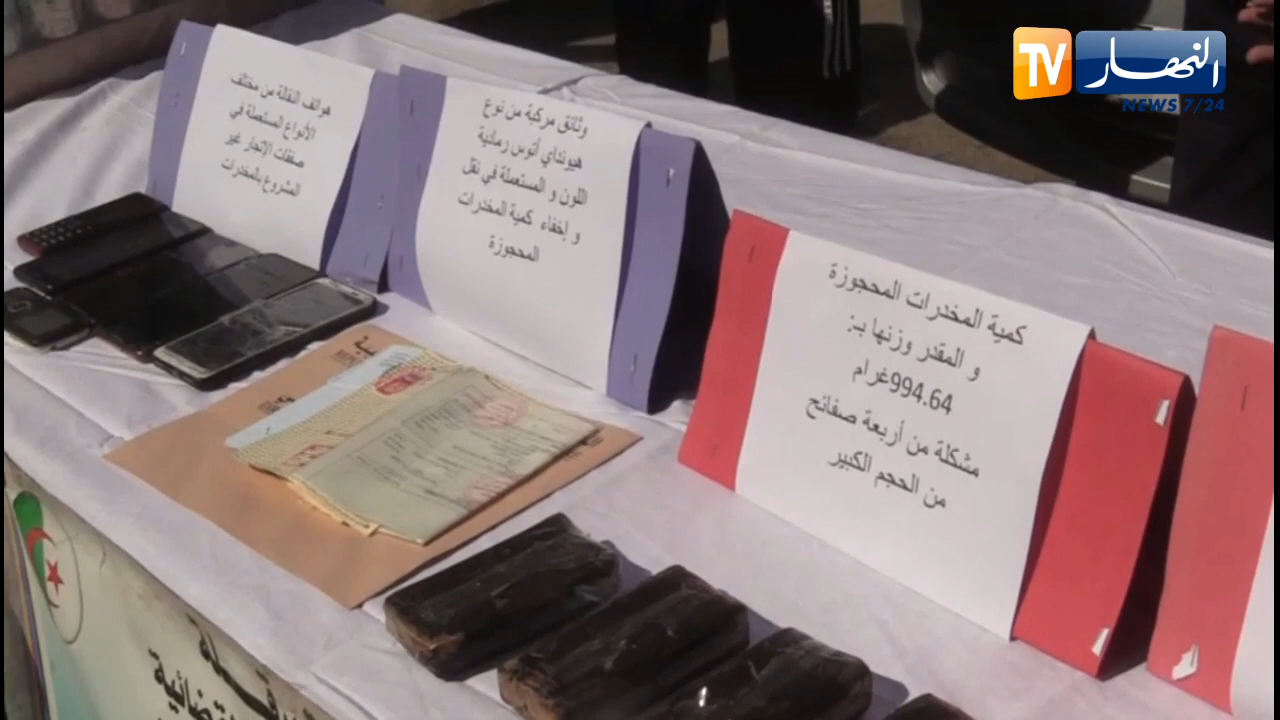 النهار TV
NEWS 7/24
هواتف النقالة من مختلف
الأنواع المستعملة في
صفقات الإتجار غير
المشروع بالمخدرات
وثائق مركبة من نوع
هيونداي أتوس رمادية
اللون و المستعملة في نقل
و إخفاء كمية المخدرات
المحجوزة
كمية المخدرات المحجوزة
و المقدر وزنها بـ:
994.64غرام
مشكلة من أربعة صفائح
من الحجم الكبير